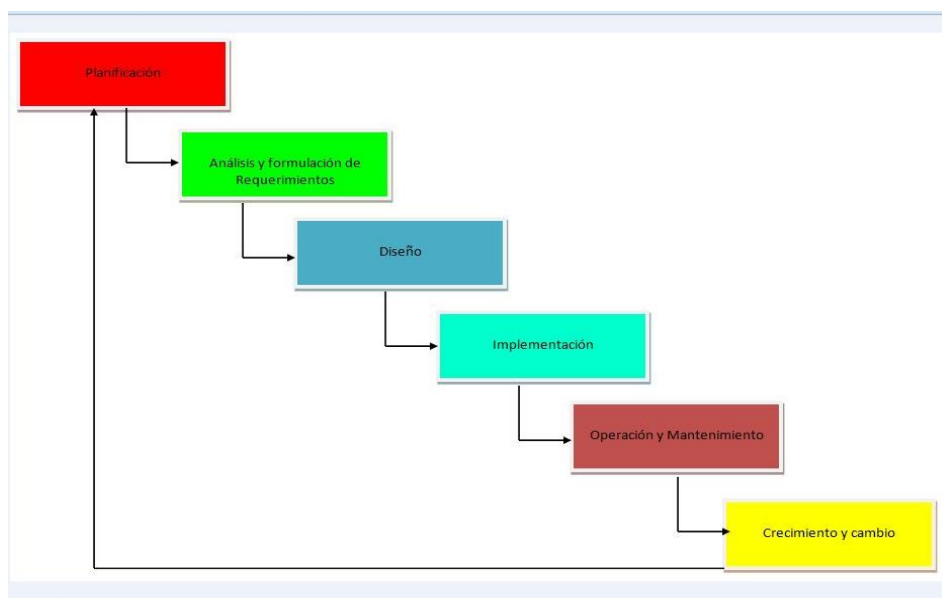 Planificación
Análisis y formulación de
Requerimientos
Diseño
Implementación
Operación y Mantenimiento
Crecimiento y cambio